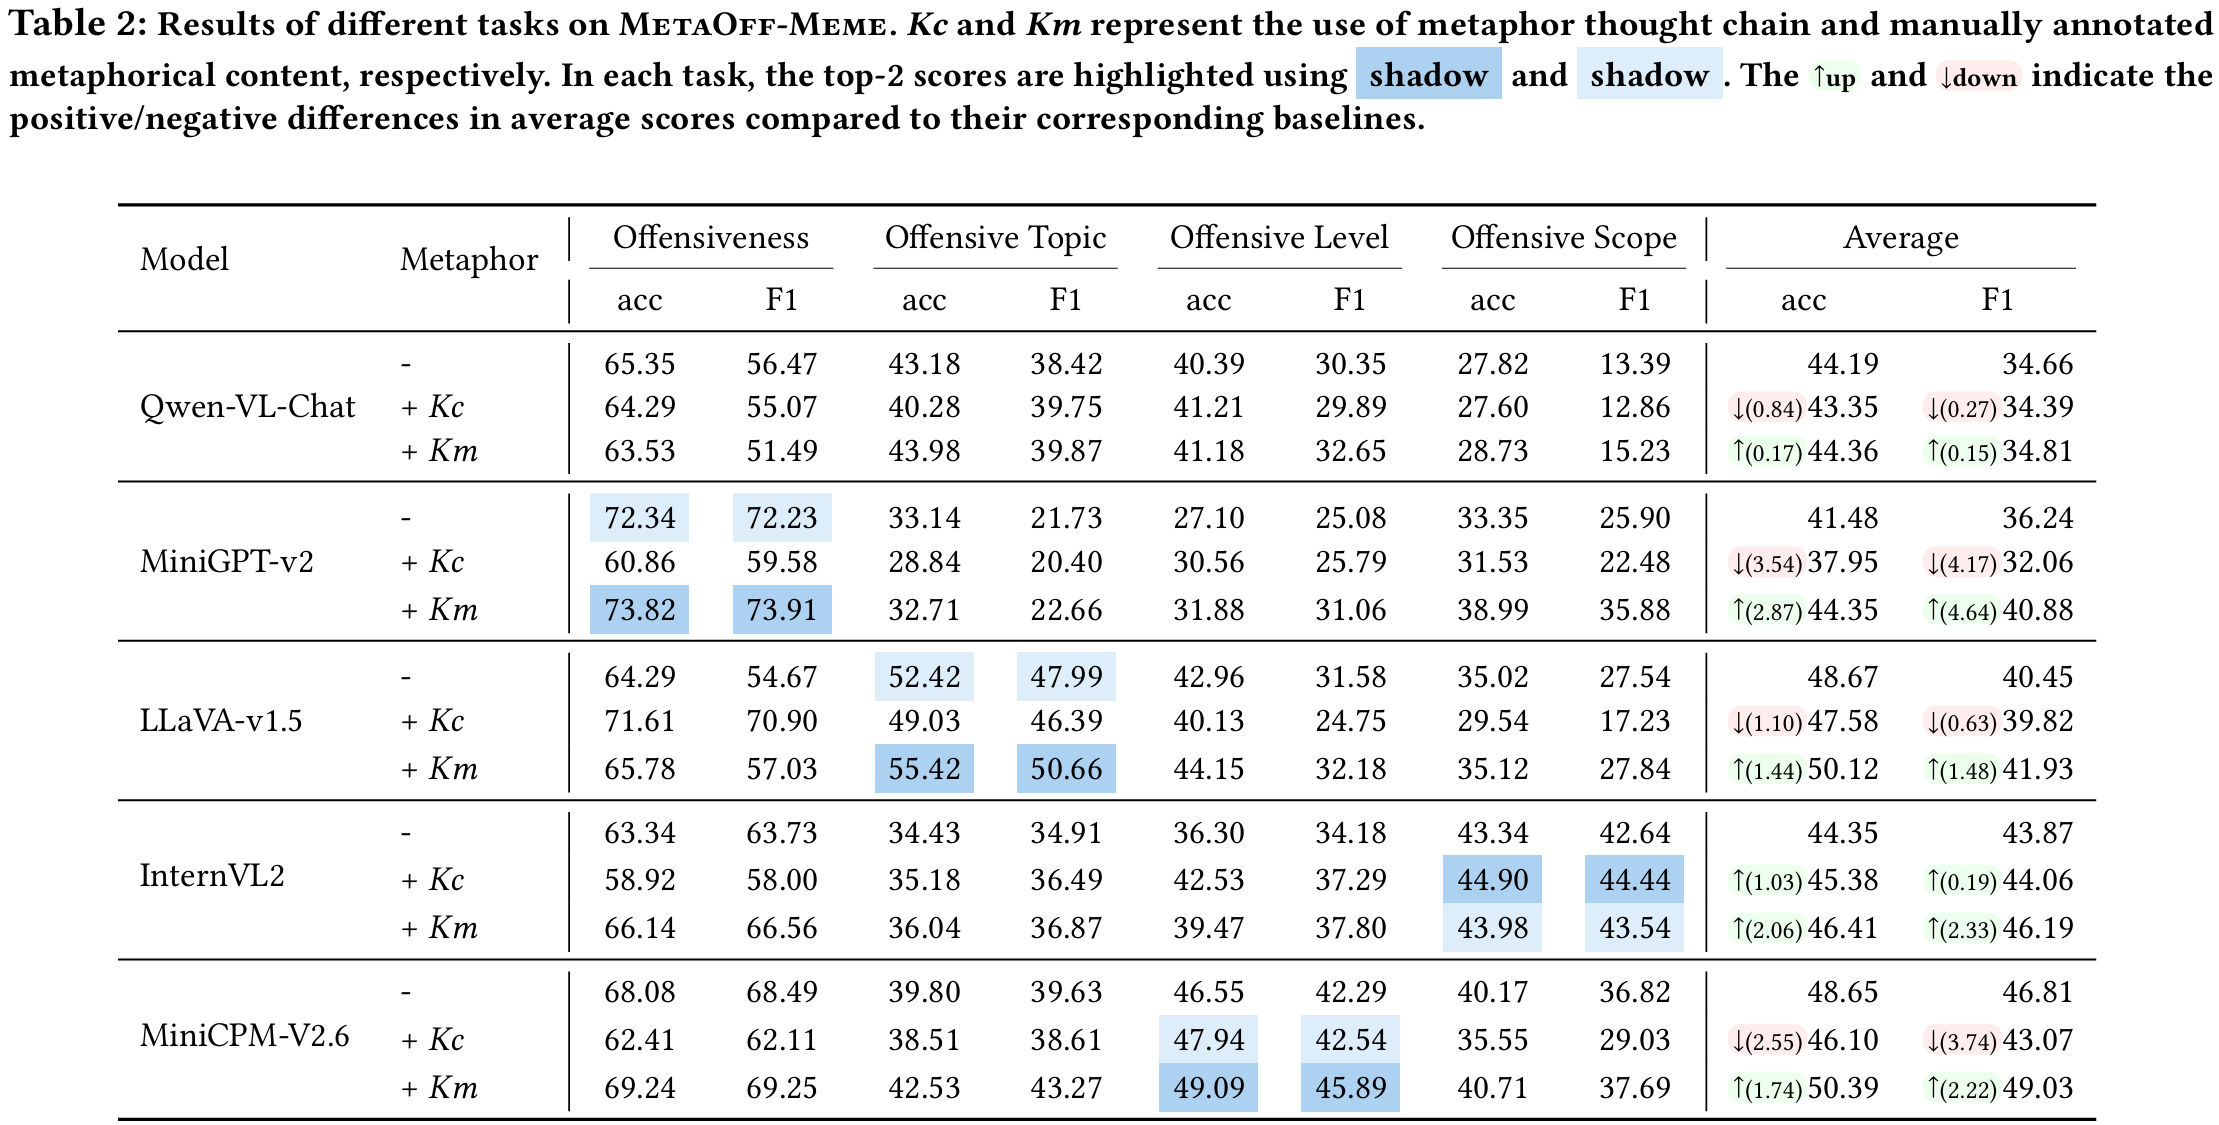 Table 2: Results of different tasks on MetaOff-Meme. Kc and Km represent the use of metaphor thought chain and manually annotated
metaphorical content, respectively. In each task, the top-2 scores are highlighted using shadow and shadow . The ↑up and ↓down indicate the
positive/negative differences in average scores compared to their corresponding baselines.
Model Metaphor Offensiveness Offensive Topic Offensive Level Offensive Scope Average
acc F1 acc F1 acc F1 acc F1 acc F1
- 65.35 56.47 43.18 38.42 40.39 30.35 27.82 13.39 44.19 34.66
Qwen-VL-Chat + Kc 64.29 55.07 40.28 39.75 41.21 29.89 27.60 12.86 ↓(0.84) 43.35 ↓(0.27) 34.39
+ Km 63.53 51.49 43.98 39.87 41.18 32.65 28.73 15.23 ↑(0.17) 44.36 ↑(0.15) 34.81
- 72.34 72.23 33.14 21.73 27.10 25.08 33.35 25.90 41.48 36.24
MiniGPT-v2 + Kc 60.86 59.58 28.84 20.40 30.56 25.79 31.53 22.48 ↓(3.54) 37.95 ↓(4.17) 32.06
+ Km 73.82 73.91 32.71 22.66 31.88 31.06 38.99 35.88 ↑(2.87) 44.35 ↑(4.64) 40.88
- 64.29 54.67 52.42 47.99 42.96 31.58 35.02 27.54 48.67 40.45
LLaVA-v1.5 + Kc 71.61 70.90 49.03 46.39 40.13 24.75 29.54 17.23 ↓(1.10) 47.58 ↓(0.63) 39.82
+ Km 65.78 57.03 55.42 50.66 44.15 32.18 35.12 27.84 ↑(1.44) 50.12 ↑(1.48) 41.93
- 63.34 63.73 34.43 34.91 36.30 34.18 43.34 42.64 44.35 43.87
InternVL2 + Kc 58.92 58.00 35.18 36.49 42.53 37.29 44.90 44.44 ↑(1.03) 45.38 ↑(0.19) 44.06
+ Km 66.14 66.56 36.04 36.87 39.47 37.80 43.98 43.54 ↑(2.06) 46.41 ↑(2.33) 46.19
- 68.08 68.49 39.80 39.63 46.55 42.29 40.17 36.82 48.65 46.81
MiniCPM-V2.6 + Kc 62.41 62.11 38.51 38.61 47.94 42.54 35.55 29.03 ↓(2.55) 46.10 ↓(3.74) 43.07
+ Km 69.24 69.25 42.53 43.27 49.09 45.89 40.71 37.69 ↑(1.74) 50.39 ↑(2.22) 49.03